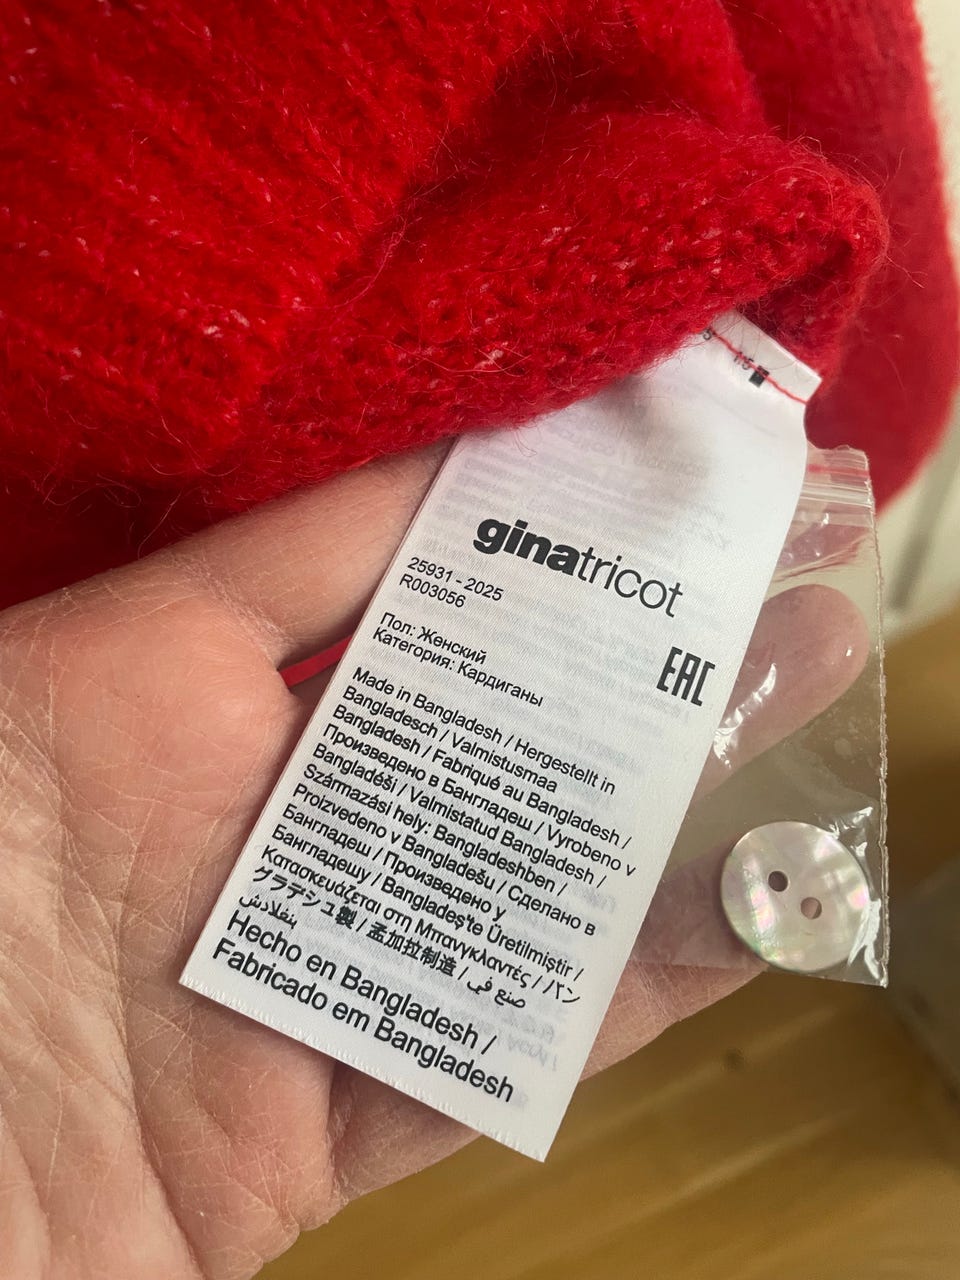 ginatricot
25931 - 2025
R003056
Пол: Женский
Категория: Кардиганы
EAC
Made in Bangladesh / Hergestellt in
Bangladesch / Valmistusmaa
Bangladesh / Fabriqué au Bangladesh /
Произведено в Бангладеш / Vyrobeno v
Bangladéši / Valmistatud Bangladesh /
Származási hely: Bangladeshben /
Proizvedeno v Bangladešu / Сделано в
Бангладеш / Произведено у
Бангладешу / Bangladeş'te Üretilmiştir /
Κατασκευάζεται στη Μπανγκλαντές / バン
グラデシュ製 / 孟加拉制造 / صنع في
بنغلادش
Hecho en Bangladesh /
Fabricado em Bangladesh